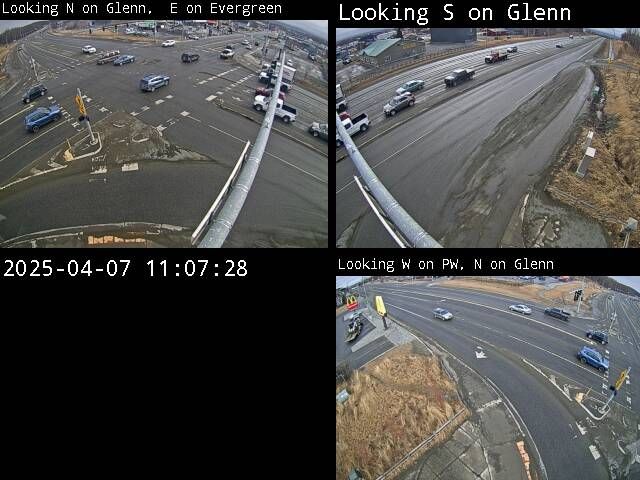 Looking N on Glenn,  E on Evergreen
Looking S on Glenn
2025-04-07 11:07:28
Looking W on PW, N on Glenn